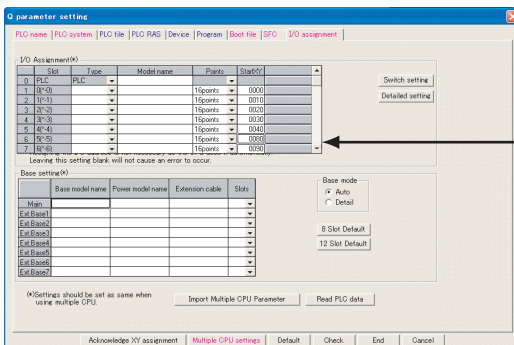 Q parameter setting
PLC name PLC system PLC file PLC RAS Device Program Boot file SFC I/O assignment
I/O Assignment(*)
Slot Type Model name Points StartXY
0 PLC PLC
1 0(*-0) 16points 0000
2 1(*-1) 16points 0010
3 2(*-2) 16points 0020
4 3(*-3) 16points 0030
5 4(*-4) 16points 0040
6 5(*-5) 16points 0080
7 6(*-6) 16points 0090
Switch setting
Detailed setting
Leaving this setting blank will not cause an error to occur.
Base setting(*)
Base model name Power model name Extension cable Slots
Main
Ext.Base1
Ext.Base2
Ext.Base3
Ext.Base4
Ext.Base5
Ext.Base6
Ext.Base7
Base mode
Auto
Detail
8 Slot Default
12 Slot Default
(*)Settings should be set as same when
using multiple CPU.
Import Multiple CPU Parameter Read PLC data
Acknowledge XY assignment Multiple CPU settings Default Check End Cancel